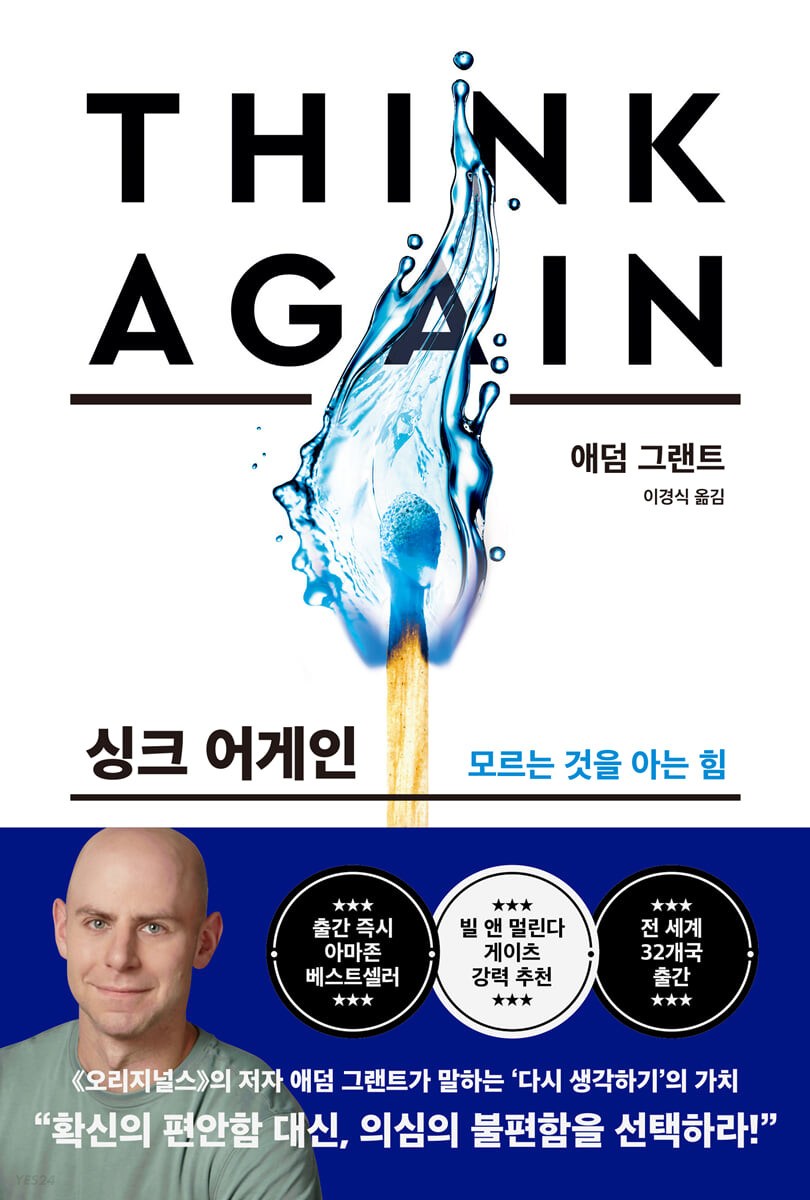 THINK
AGAIN
애덤 그랜트
이경식 옮김
싱크 어게인
모르는 것을 아는 힘
★★★
출간 즉시
아마존
베스트셀러
★★★
★★★
빌 앤 멀린다
게이츠
강력 추천
★★★
★★★
전 세계
32개국
출간
★★★
《오리지널스》의 저자 애덤 그랜트가 말하는 ‘다시 생각하기’의 가치
“확신의 편안함 대신, 의심의 불편함을 선택하라!”
YES24